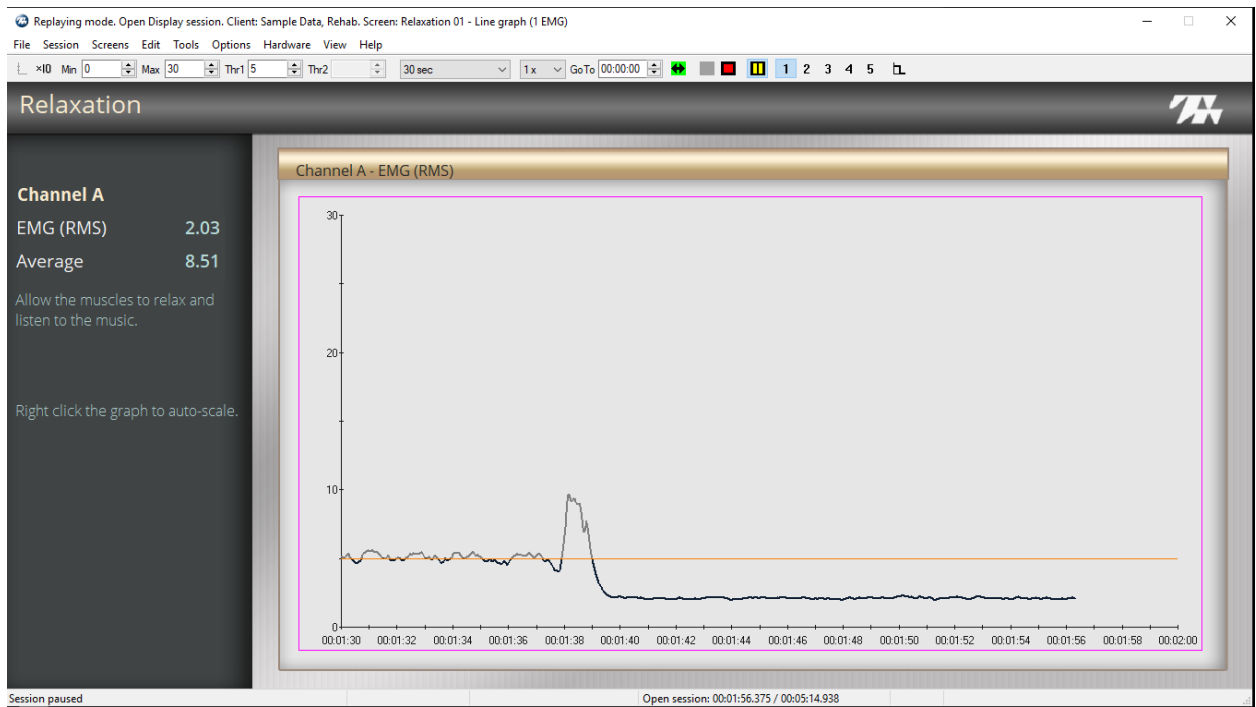 Replaying mode. Open Display session. Client: Sample Data, Rehab. Screen: Relaxation 01 - Line graph (1 EMG)
File Session Screens Edit Tools Options Hardware View Help
×10 Min 0 Max 30 Thr1 5 Thr2 30 sec 1 x GoTo 00:00:00 1 2 3 4 5
Relaxation
Channel A
EMG (RMS) 2.03
Average 8.51
Allow the muscles to relax and
listen to the music.
Right click the graph to auto-scale.
Channel A - EMG (RMS)
30
20
10
0
00:01:30 00:01:32 00:01:34 00:01:36 00:01:38 00:01:40 00:01:42 00:01:44 00:01:46 00:01:48 00:01:50 00:01:52 00:01:54 00:01:56 00:01:58 00:02:00
Session paused Open session: 00:01:56.375 / 00:05:14.938